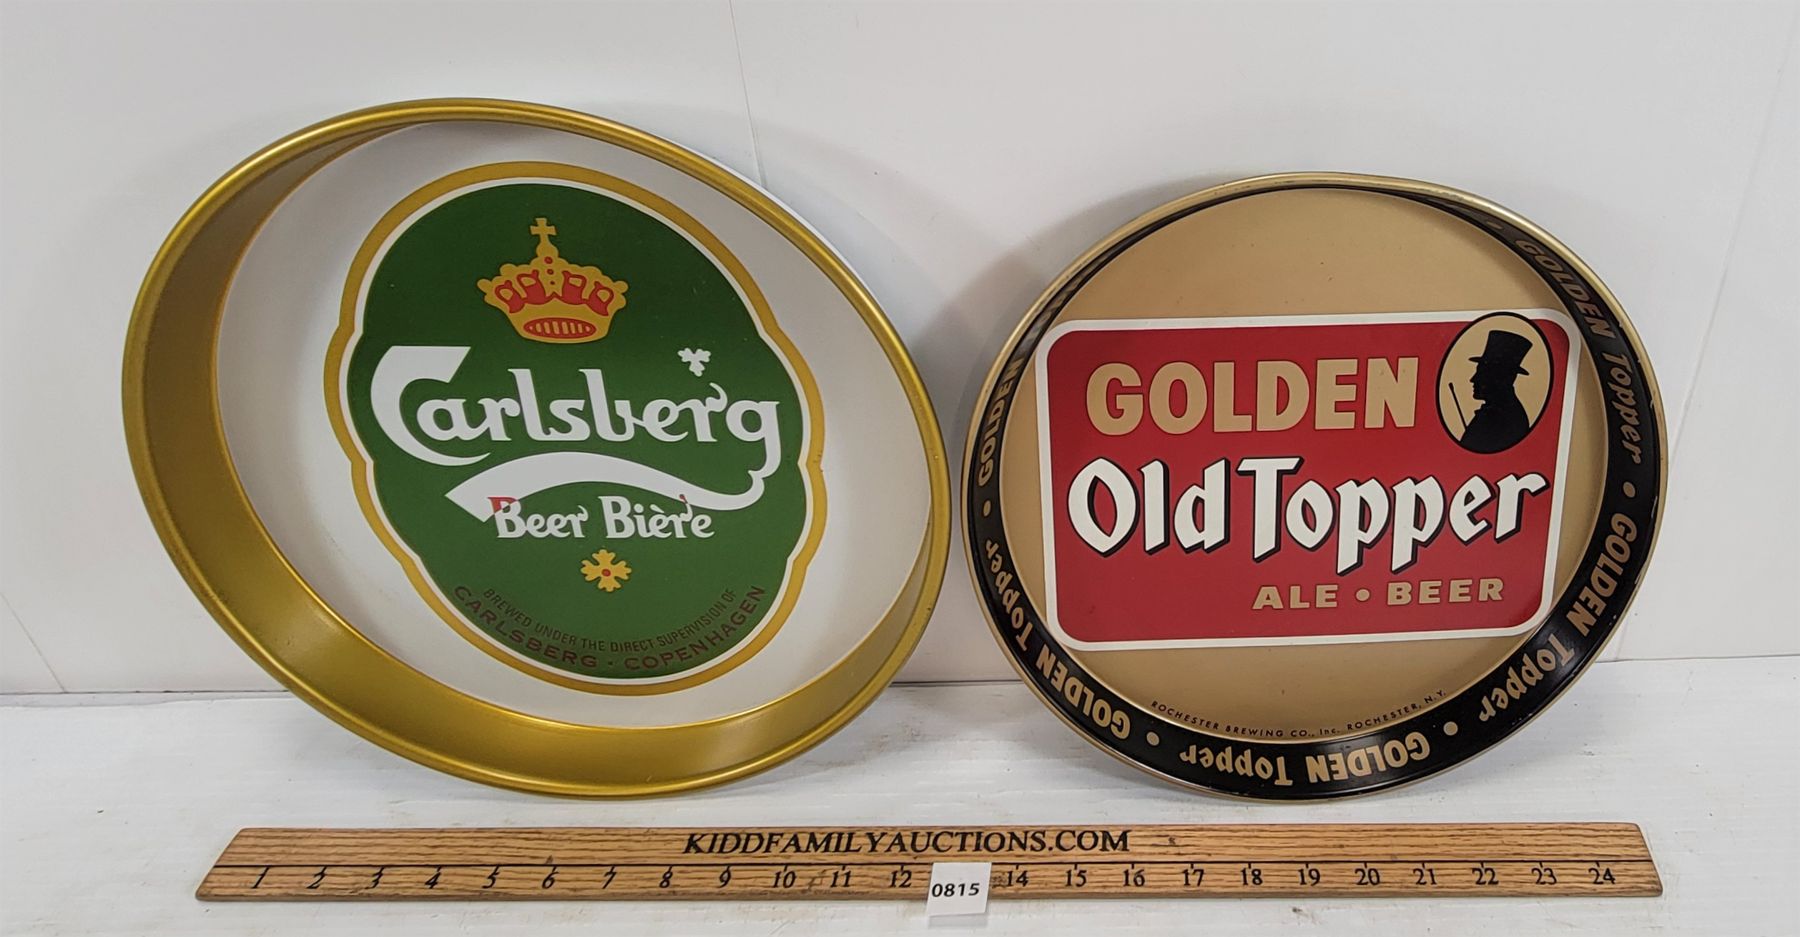 Carlsberg
Beer Bière
BREWED UNDER THE DIRECT SUPERVISION OF
CARLSBERG · COPENHAGEN
GOLDEN
Old Topper
ALE • BEER
ROCHESTER BREWING CO., Inc. ROCHESTER, N.Y.
GOLDEN Topper • GOLDEN Topper • GOLDEN Topper • GOLDEN Topper • GOLDEN
KIDDFAMILYAUCTIONS.COM
1 2 3 4 5 6 7 8 9 10 11 12 14 15 16 17 18 19 20 21 22 23 24
0815